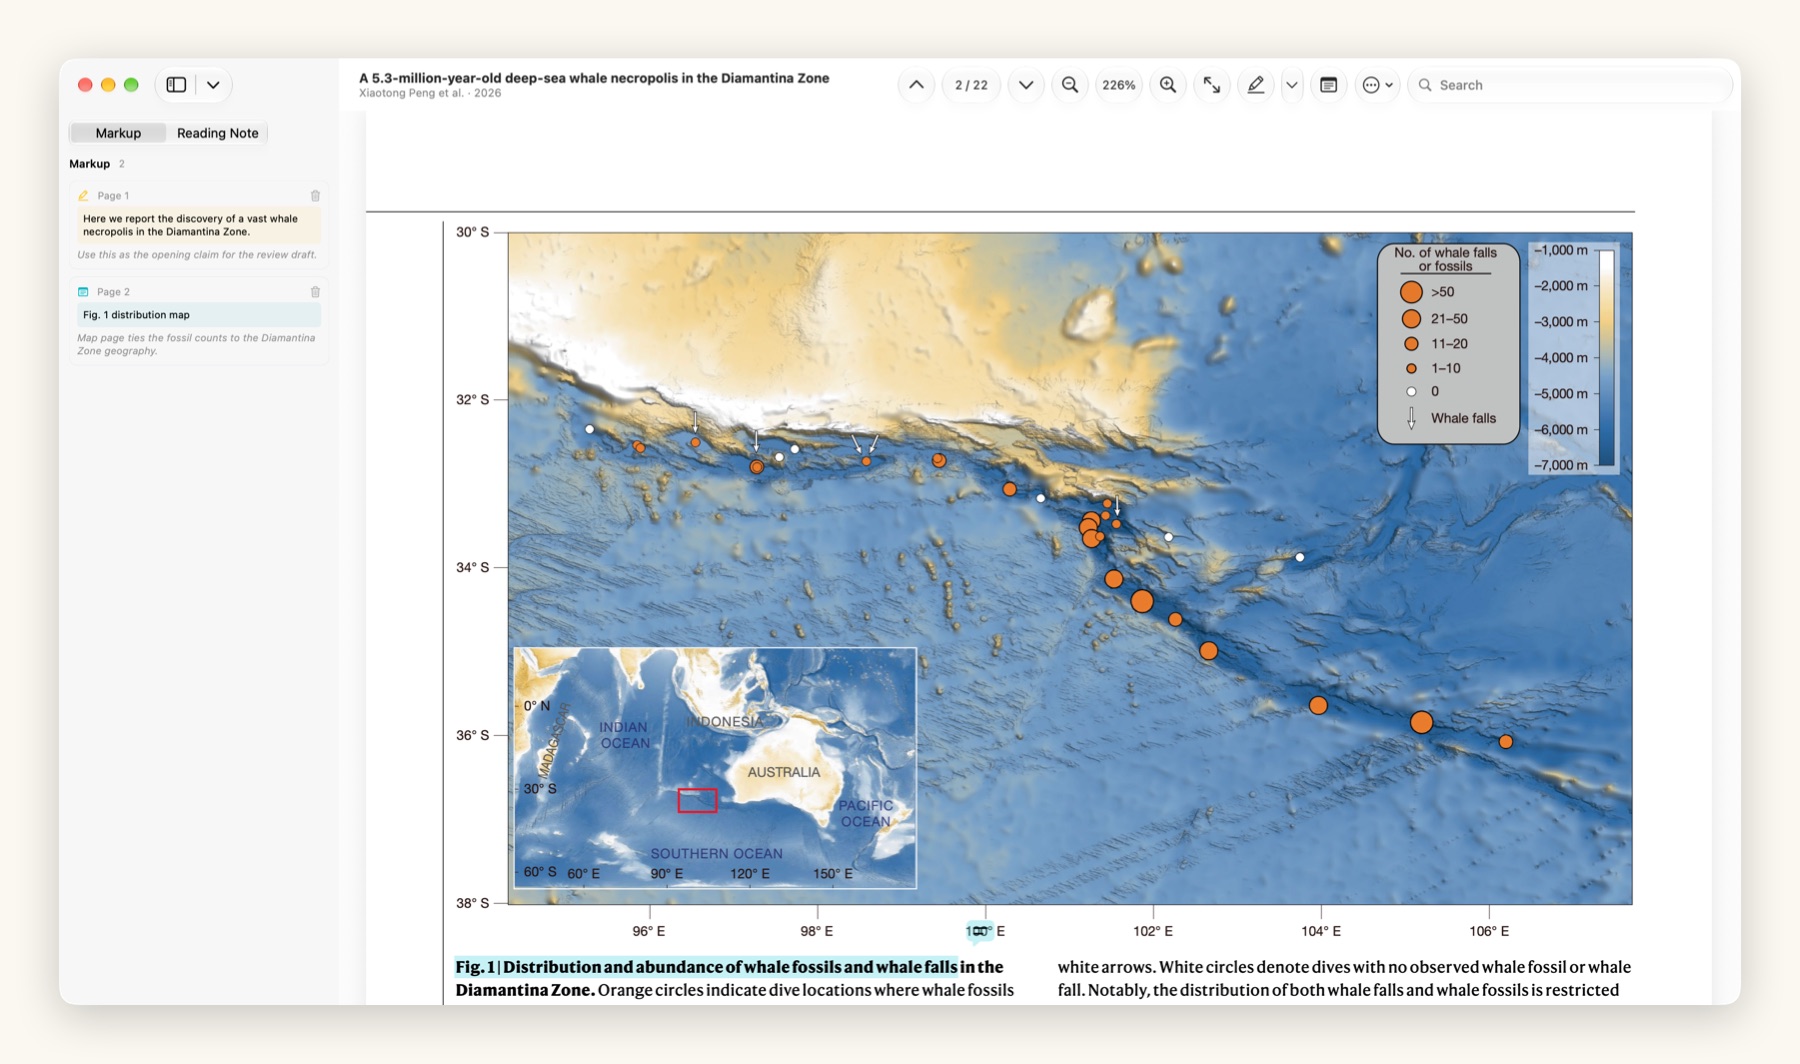 A 5.3-million-year-old deep-sea whale necropolis in the Diamantina Zone
Xiaotong Peng et al. · 2026
2 / 22
226%
Search
Markup
Reading Note
Markup 2
Page 1
Here we report the discovery of a vast whale
necropolis in the Diamantina Zone.
Use this as the opening claim for the review draft.
Page 2
Fig. 1 distribution map
Map page ties the fossil counts to the Diamantina
Zone geography.
30° S
32° S
34° S
36° S
38° S
No. of whale falls
or fossils
>50
21–50
11–20
1–10
0
Whale falls
–1,000 m
–2,000 m
–3,000 m
–4,000 m
–5,000 m
–6,000 m
–7,000 m
0° N
30° S
60° S
60° E
90° E
120° E
150° E
MADAGASCAR
INDIAN
OCEAN
INDONESIA
AUSTRALIA
PACIFIC
OCEAN
SOUTHERN OCEAN
96° E
98° E
100° E
102° E
104° E
106° E
Fig. 1 | Distribution and abundance of whale fossils and whale falls in the
Diamantina Zone. Orange circles indicate dive locations where whale fossils
white arrows. White circles denote dives with no observed whale fossil or whale
fall. Notably, the distribution of both whale falls and whale fossils is restricted